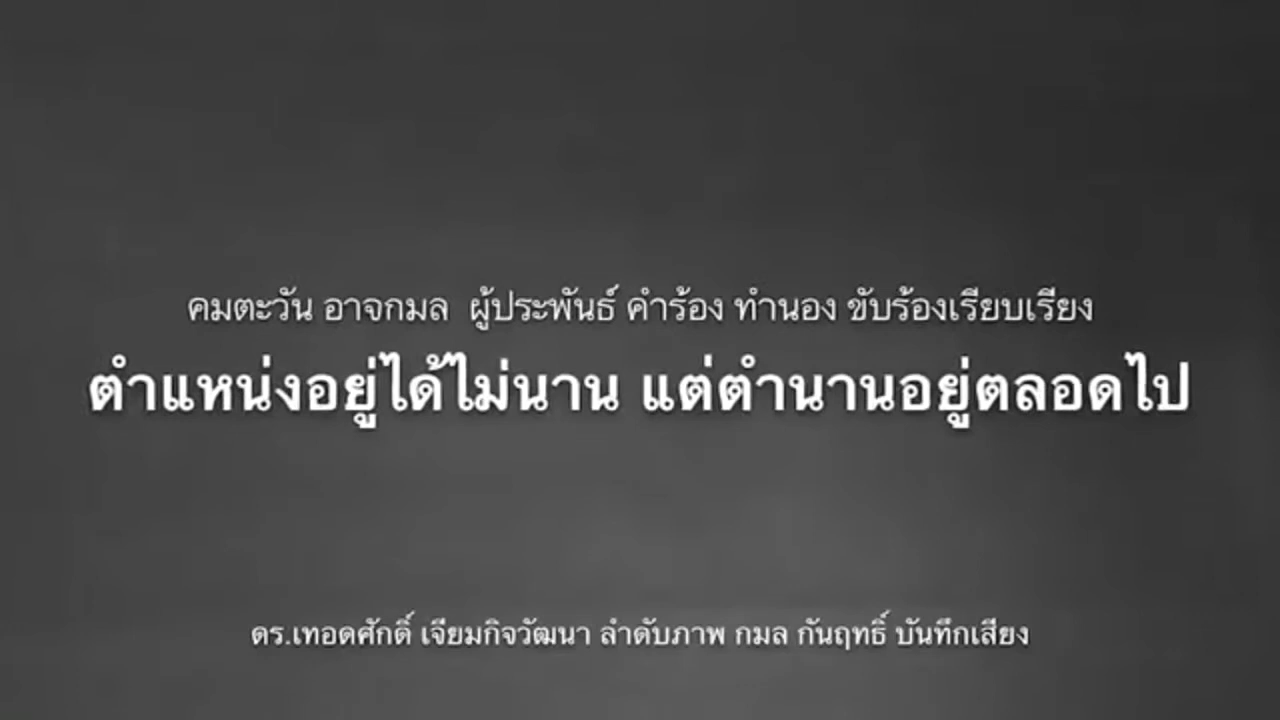 คมตะวัน อาจกมล ผู้ประพันธ์ คำร้อง ทำนอง ขับร้องเรียบเรียง
ตำแหน่งอยู่ได้ไม่นาน แต่ตำนานอยู่ตลอดไป
ดร.เทอดศักดิ์ เจียมกิจวัฒนา ลำดับภาพ กมล กันฤทธิ์ บันทึกเสียง